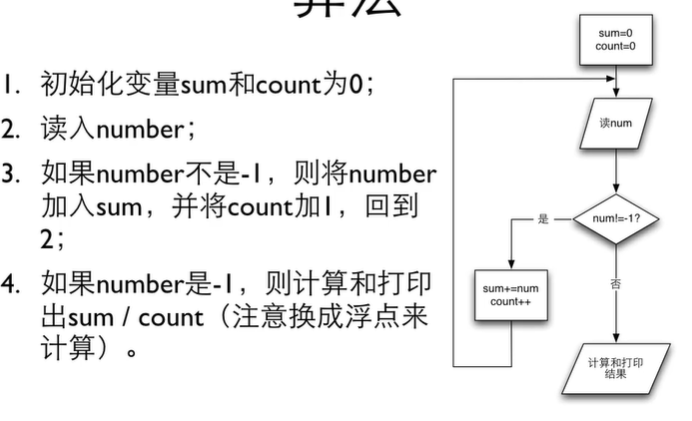 算法
1. 初始化变量sum和count为0；
2. 读入number；
3. 如果number不是-1，则将number
加入sum，并将count加1，回到
2；
4. 如果number是-1，则计算和打印
出sum / count（注意换成浮点来
计算）。
sum=0
count=0
读num
num!=-1?
是
sum+=num
count++
否
计算和打印
结果